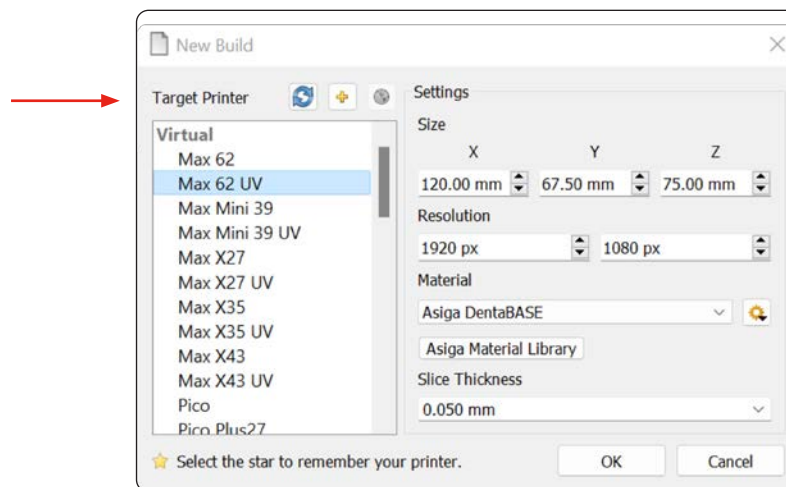 New Build
Target Printer
Virtual
Max 62
Max 62 UV
Max Mini 39
Max Mini 39 UV
Max X27
Max X27 UV
Max X35
Max X35 UV
Max X43
Max X43 UV
Pico
Pico Plus27
Select the star to remember your printer.
Settings
Size
X Y Z
120.00 mm 67.50 mm 75.00 mm
Resolution
1920 px 1080 px
Material
Asiga DentaBASE
Asiga Material Library
Slice Thickness
0.050 mm
OK Cancel